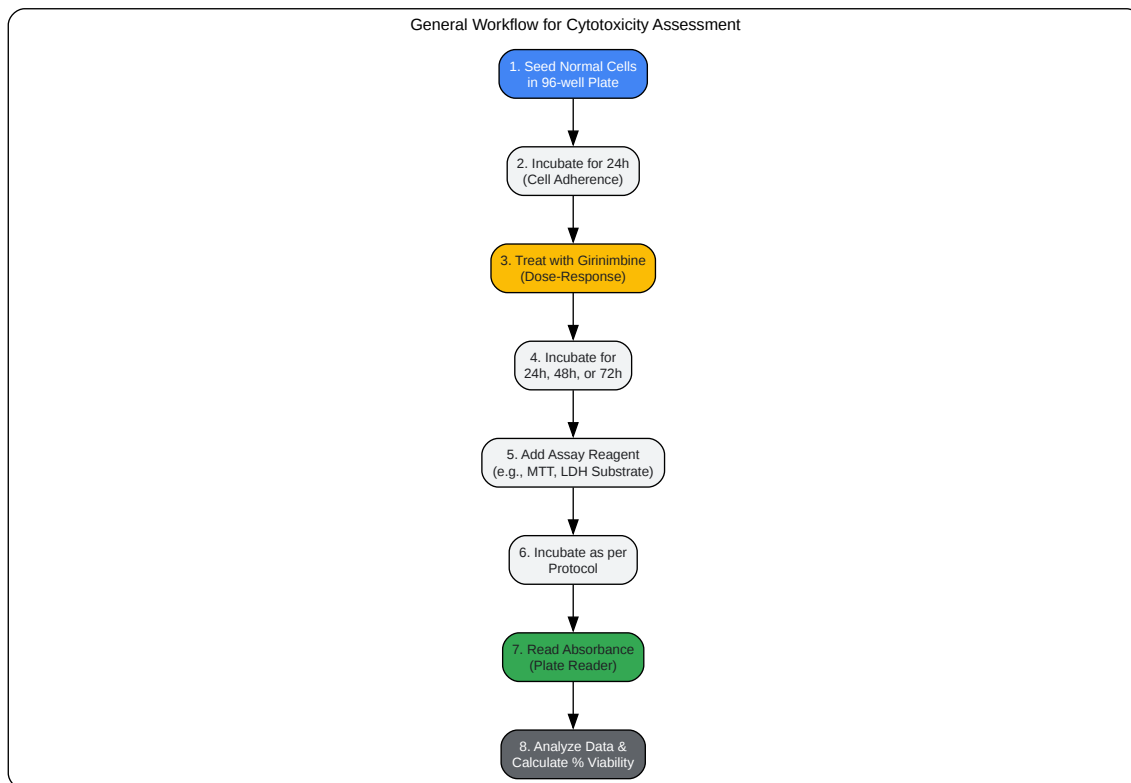 General Workflow for Cytotoxicity Assessment
1. Seed Normal Cells
in 96-well Plate
2. Incubate for 24h
(Cell Adherence)
3. Treat with Girinimbine
(Dose-Response)
4. Incubate for
24h, 48h, or 72h
5. Add Assay Reagent
(e.g., MTT, LDH Substrate)
6. Incubate as per
Protocol
7. Read Absorbance
(Plate Reader)
8. Analyze Data &
Calculate % Viability